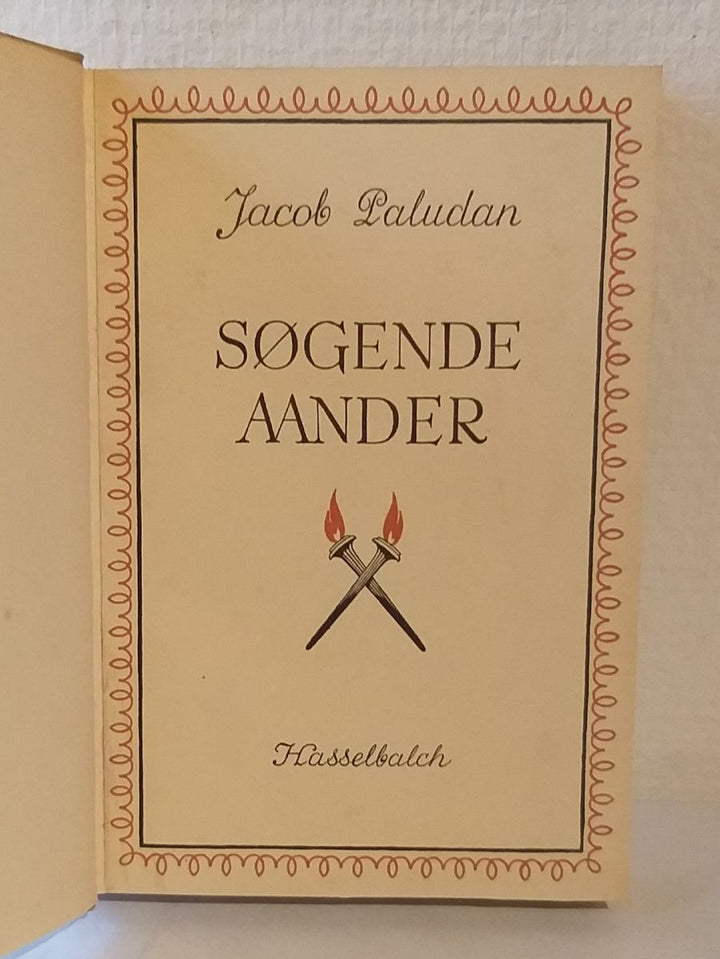 Jacob Paludan
SØGENDE
AANDER
Hasselbalch